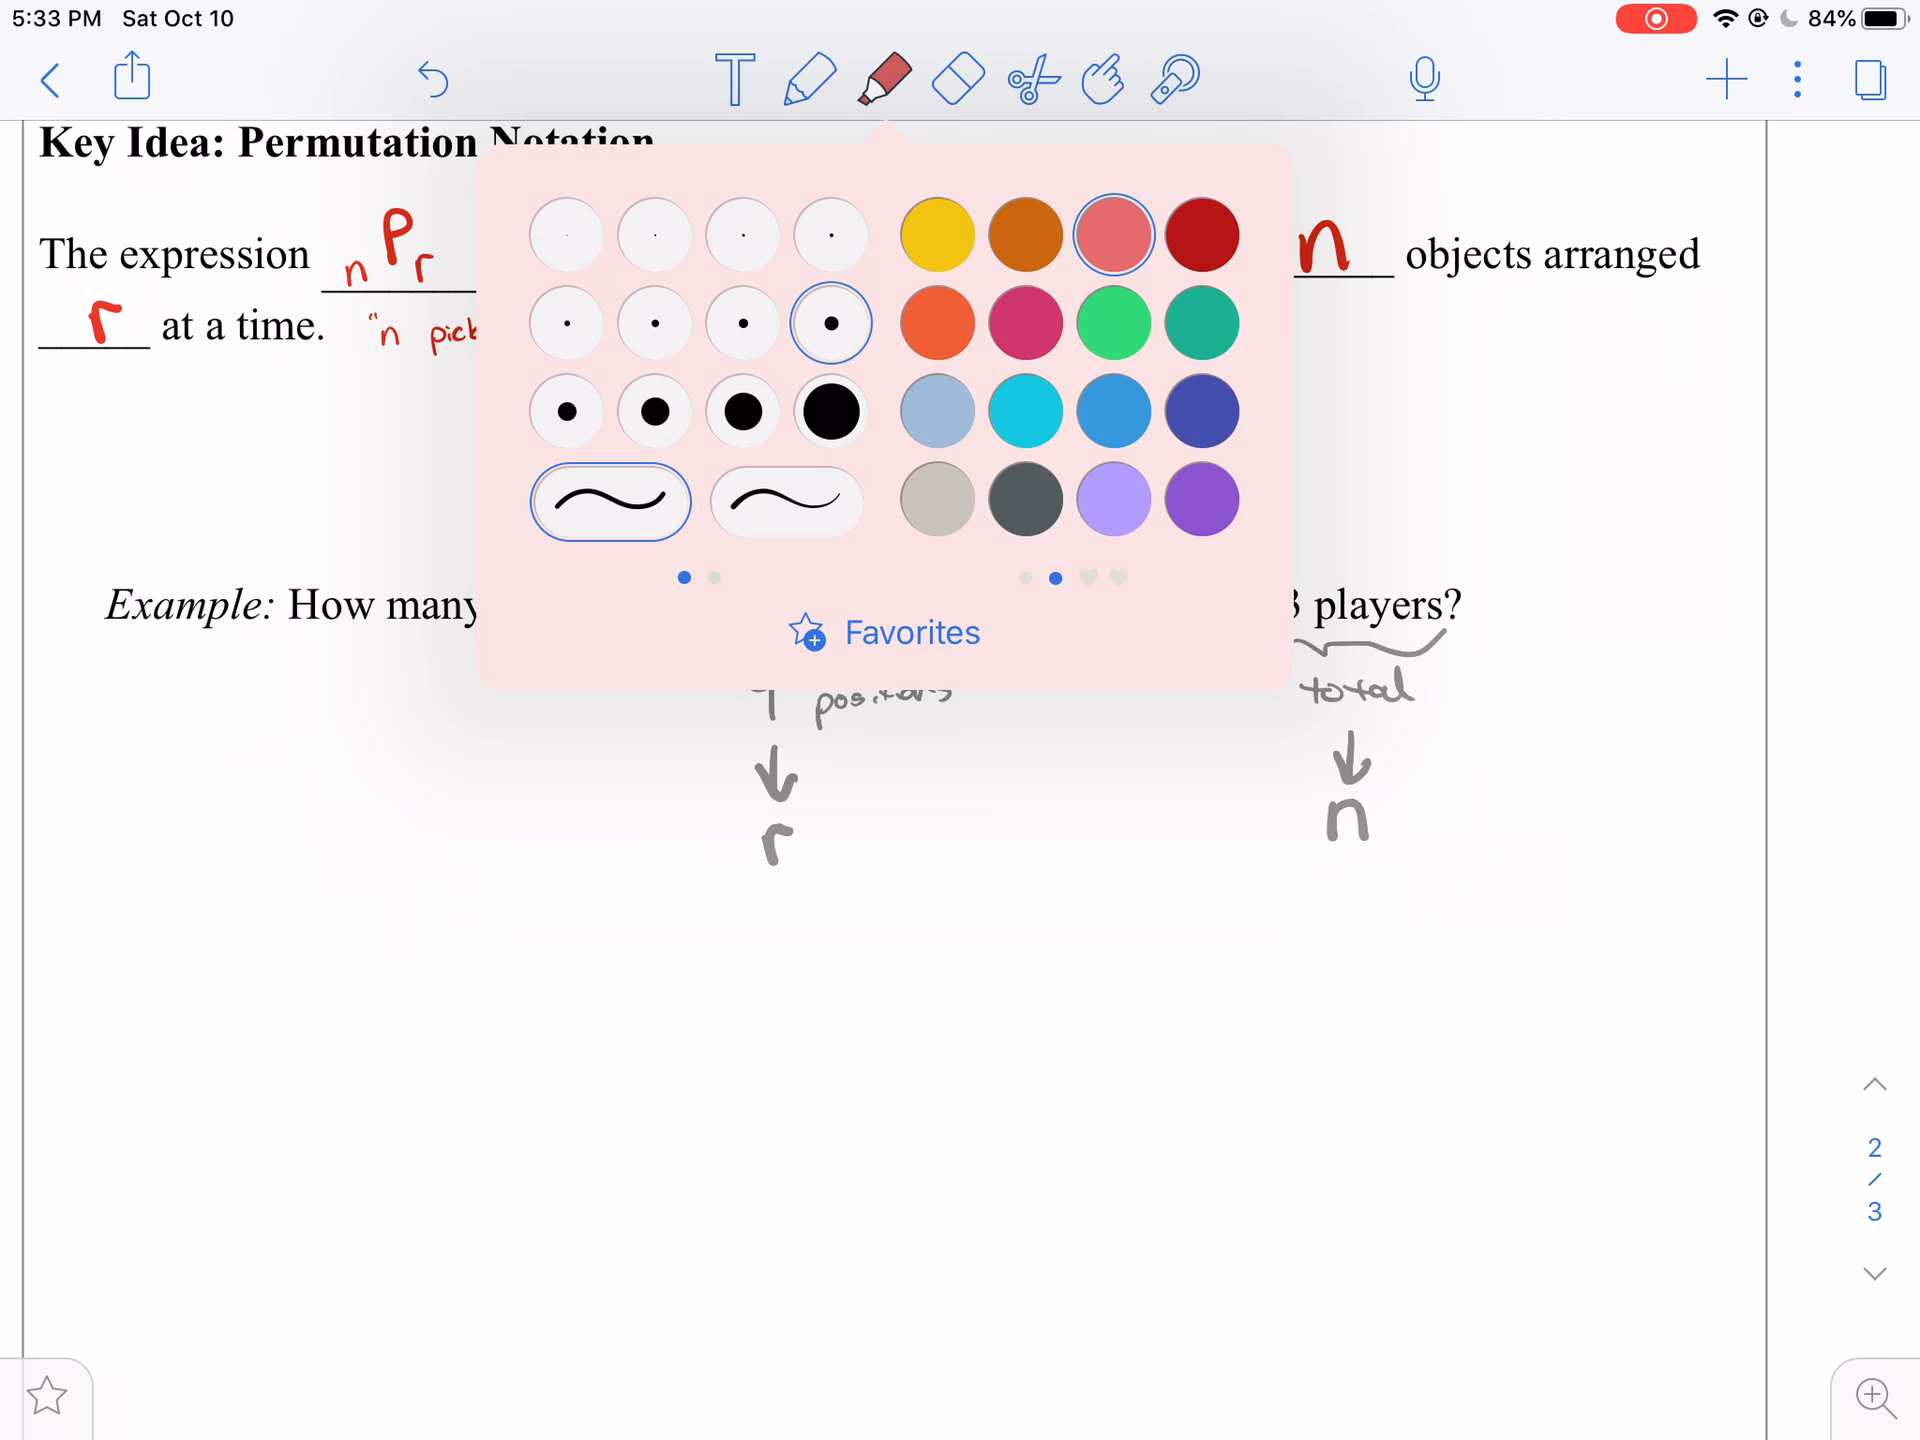 5:33 PM Sat Oct 10
84%
T
Key Idea: Permutation Notation
The expression nPr n objects arranged
r at a time. "n pick
Example: How many players?
positions
total
r
n
Favorites
2
/
3